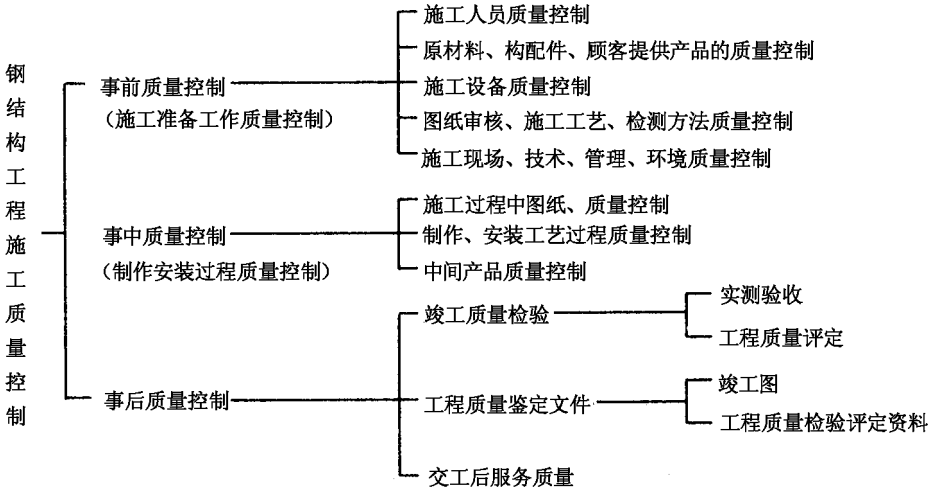 钢结构工程施工质量控制
事前质量控制
（施工准备工作质量控制）
施工人员质量控制
原材料、构配件、顾客提供产品的质量控制
施工设备质量控制
图纸审核、施工工艺、检测方法质量控制
施工现场、技术、管理、环境质量控制
事中质量控制
（制作安装过程质量控制）
施工过程中图纸、质量控制
制作、安装工艺过程质量控制
中间产品质量控制
事后质量控制
竣工质量检验
实测验收
工程质量评定
工程质量鉴定文件
竣工图
工程质量检验评定资料
交工后服务质量